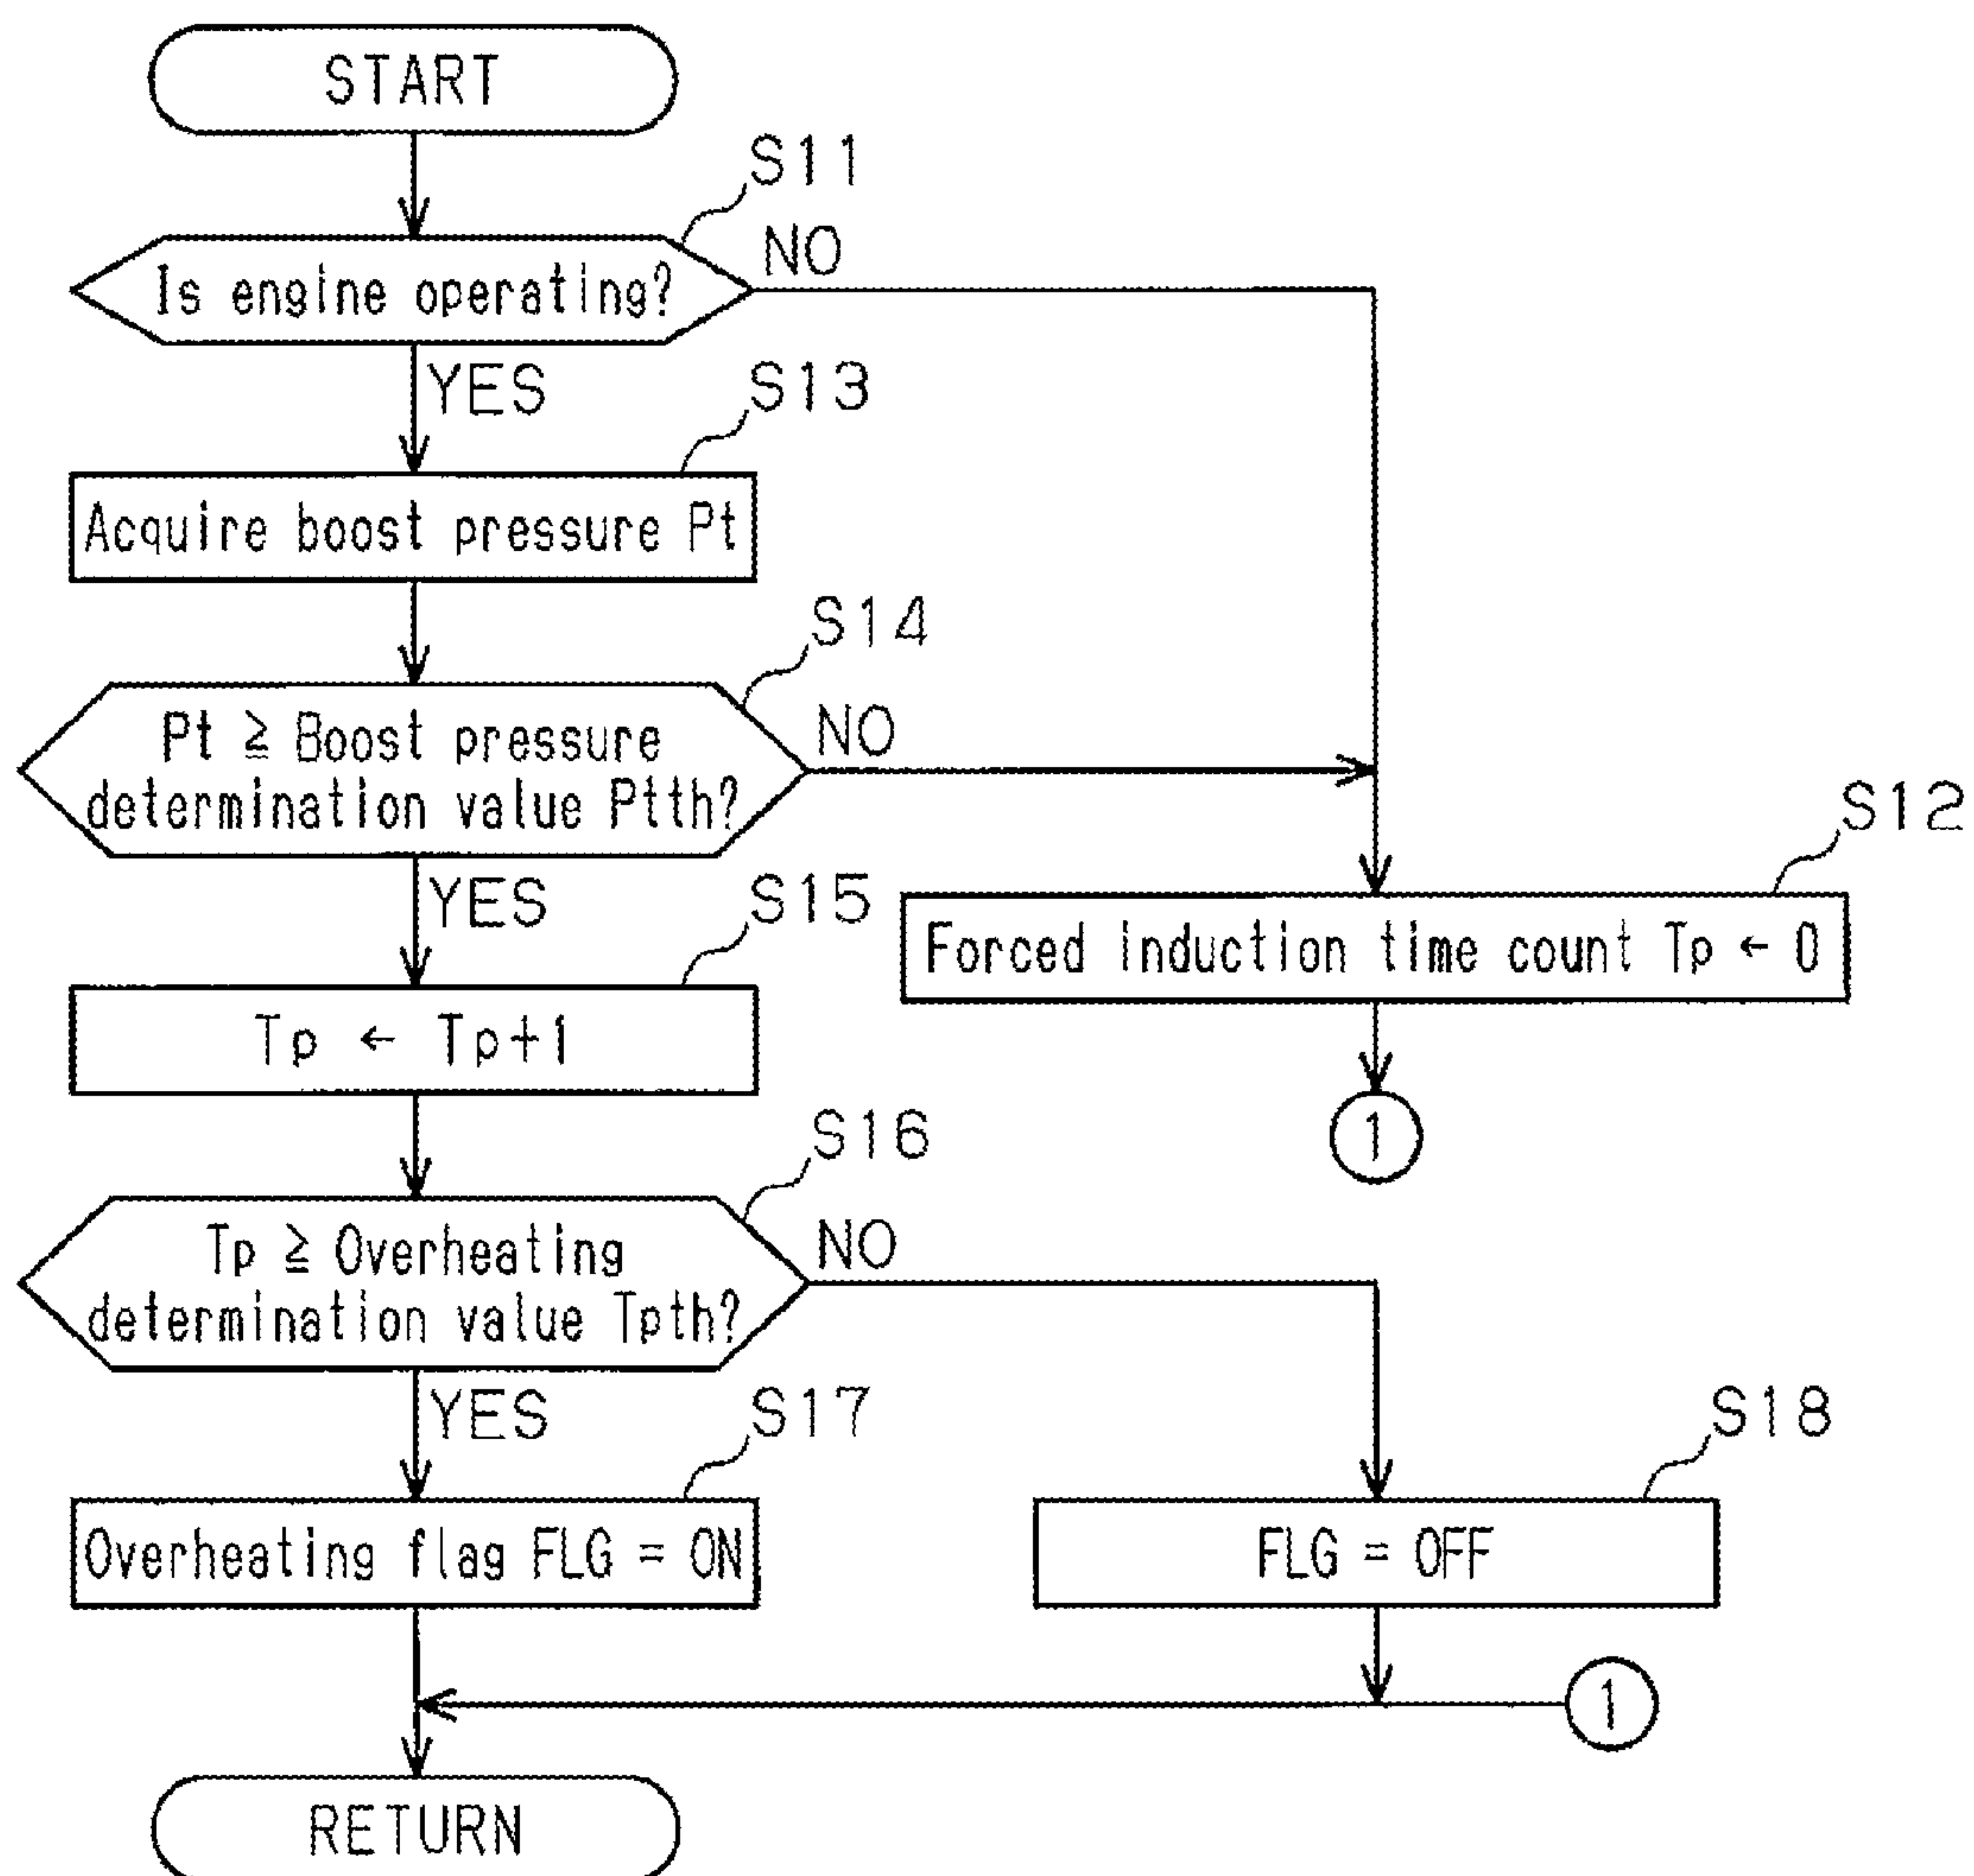 START
S11
Is engine operating?
NO
YES
S13
Acquire boost pressure Pt
S14
Pt ≧ Boost pressure
determination value Ptth?
NO
YES
S12
Forced induction time count Tp ← 0
1
S15
Tp ← Tp+1
S16
Tp ≧ Overheating
determination value Tpth?
NO
YES
S17
Overheating flag FLG = ON
S18
FLG = OFF
1
RETURN